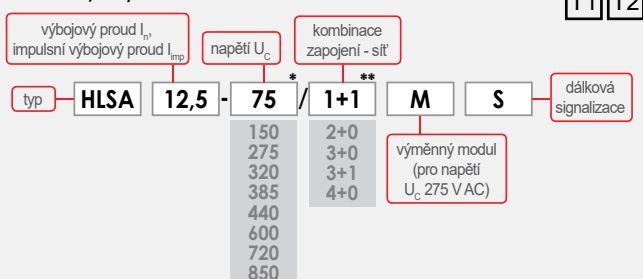 11 12
výbojový proud In,
impulsní výbojový proud Iimp
napětí UC
kombinace
zapojení - síť
typ
HLSA 12,5 - 75 * / 1+1 ** M S
dálková
signalizace
150
275
320
385
440
600
720
850
2+0
3+0
3+1
4+0
výměnný modul
(pro napětí
UC 275 V AC)